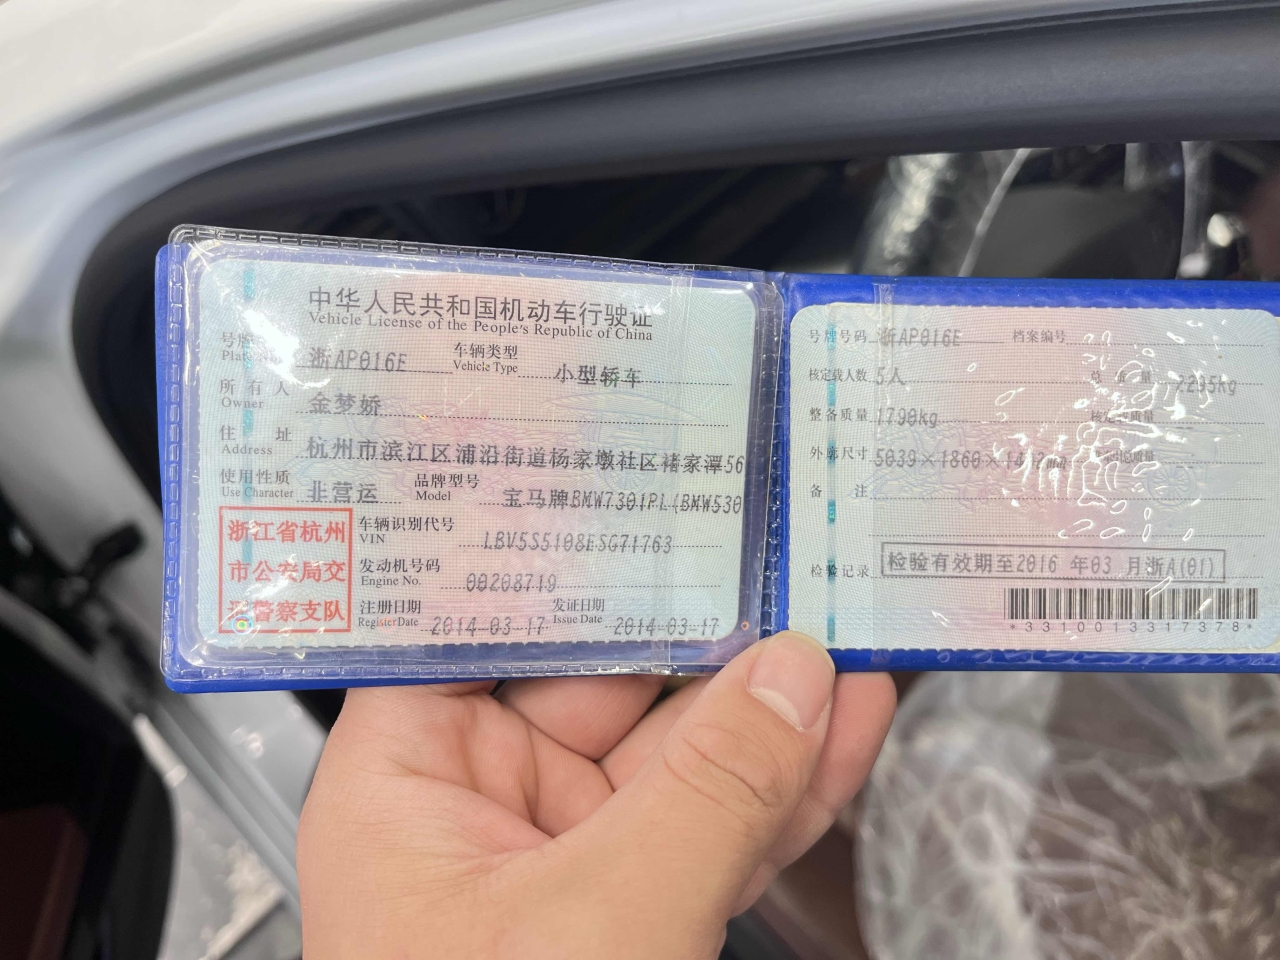 中华人民共和国机动车行驶证
Vehicle License of the People's Republic of China
号牌
Plate No.
浙AP016E
车辆类型
Vehicle Type
小型轿车
所有人
Owner
金梦娇
住址
Address
杭州市滨江区浦沿街道杨家墩社区褚家潭56
使用性质
Use Character
非营运
品牌型号
Model
宝马牌BMW7301PL(BMW530
浙江省杭州
市公安局交
通警察支队
车辆识别代号
VIN
LBV5S5108ESG71763
发动机号码
Engine No.
00208719
注册日期
Register Date
2014-03-17
发证日期
Issue Date
2014-03-17
号牌号码
浙AP016E
档案编号
核定载人数
5人
总质量
2295kg
整备质量
1790kg
外廓尺寸
5039×1860×
备注
检验记录
检验有效期至2016 年03 月浙A(01)
*3310013317378*